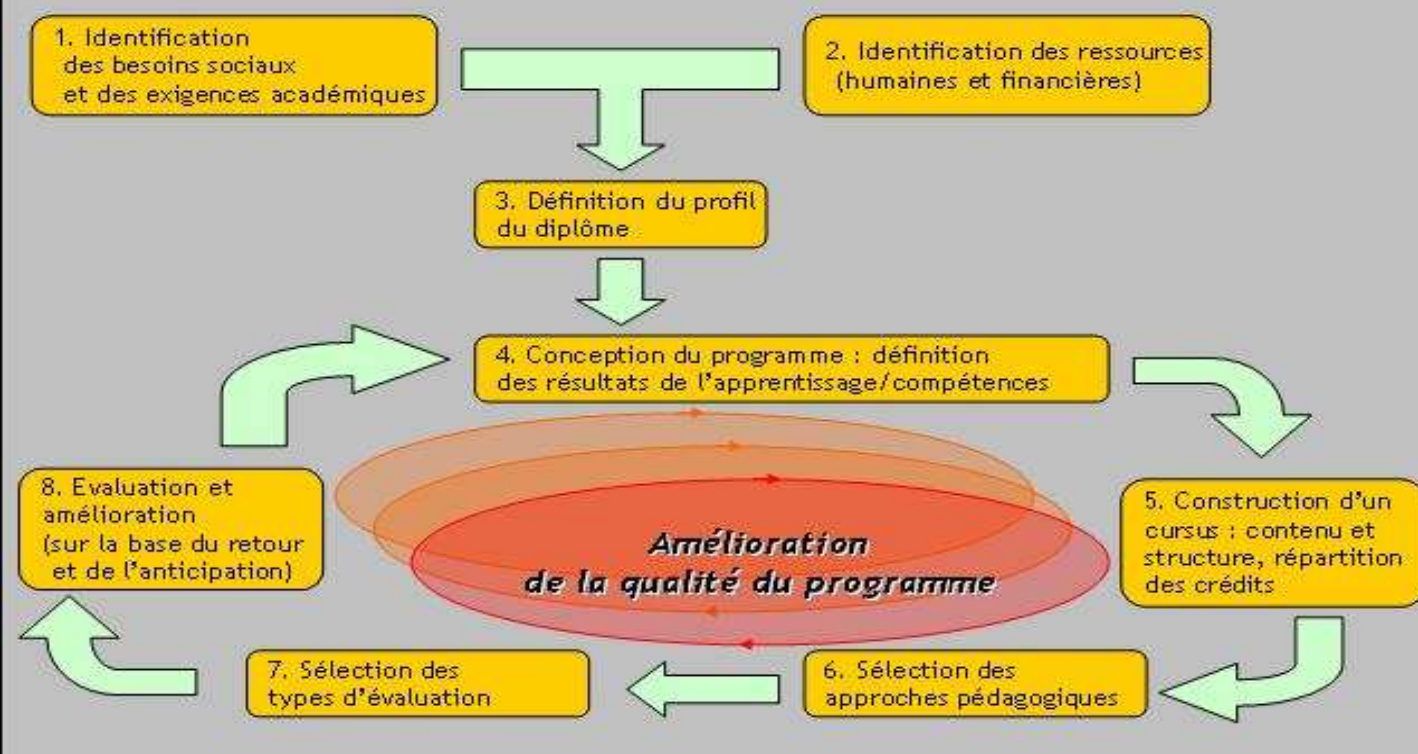 1. Identification
des besoins sociaux
et des exigences académiques
2. Identification des ressources
(humaines et financières)
3. Définition du profil
du diplôme
4. Conception du programme : définition
des résultats de l'apprentissage/compétences
8. Evaluation et
amélioration
(sur la base du retour
et de l'anticipation)
Amélioration
de la qualité du programme
5. Construction d'un
cursus : contenu et
structure, répartition
des crédits
7. Sélection des
types d'évaluation
6. Sélection des
approches pédagogiques